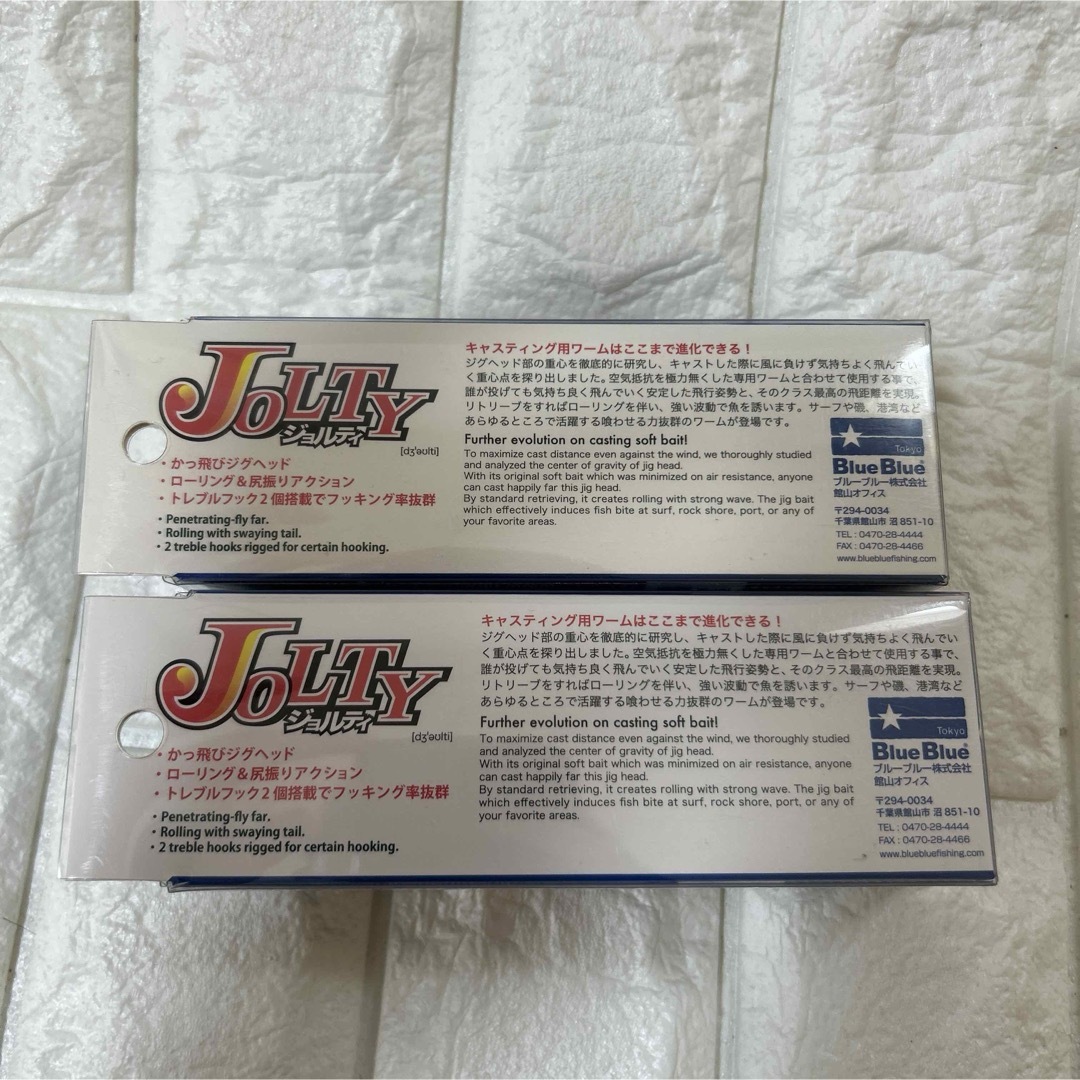 JOLTY
ジョルティ
[dʒˈəʊlti]
・かっ飛びジグヘッド
・ローリング＆尻振りアクション
・トレブルフック2個搭載でフッキング率抜群
・Penetrating-fly far.
・Rolling with swaying tail.
・2 treble hooks rigged for certain hooking.
キャスティング用ワームはここまで進化できる！
ジグヘッド部の重心を徹底的に研究し、キャストした際に風に負けず気持ちよく飛んでい
く重心点を探り出しました。空気抵抗を極力無くした専用ワームと合わせて使用する事で、
誰が投げても気持ち良く飛んでいく安定した飛行姿勢と、そのクラス最高の飛距離を実現。
リトリーブをすればローリングを伴い、強い波動で魚を誘います。サーフや磯、港湾など
あらゆるところで活躍する喰わせる力抜群のワームが登場です。
Further evolution on casting soft bait!
To maximize cast distance even against the wind, we thoroughly studied
and analyzed the center of gravity of jig head.
With its original soft bait which was minimized on air resistance, anyone
can cast happily far this jig head.
By standard retrieving, it creates rolling with strong wave. The jig bait
which effectively induces fish bite at surf, rock shore, port, or any of
your favorite areas.
Tokyo
BlueBlue®
ブルーブルー株式会社
館山オフィス
〒294-0034
千葉県館山市 沼 851-10
TEL : 0470-28-4444
FAX : 0470-28-4466
www.bluebluefishing.com
JOLTY
ジョルティ
[dʒˈəʊlti]
・かっ飛びジグヘッド
・ローリング＆尻振りアクション
・トレブルフック2個搭載でフッキング率抜群
・Penetrating-fly far.
・Rolling with swaying tail.
・2 treble hooks rigged for certain hooking.
キャスティング用ワームはここまで進化できる！
ジグヘッド部の重心を徹底的に研究し、キャストした際に風に負けず気持ちよく飛んでい
く重心点を探り出しました。空気抵抗を極力無くした専用ワームと合わせて使用する事で、
誰が投げても気持ち良く飛んでいく安定した飛行姿勢と、そのクラス最高の飛距離を実現。
リトリーブをすればローリングを伴い、強い波動で魚を誘います。サーフや磯、港湾など
あらゆるところで活躍する喰わせる力抜群のワームが登場です。
Further evolution on casting soft bait!
To maximize cast distance even against the wind, we thoroughly studied
and analyzed the center of gravity of jig head.
With its original soft bait which was minimized on air resistance, anyone
can cast happily far this jig head.
By standard retrieving, it creates rolling with strong wave. The jig bait
which effectively induces fish bite at surf, rock shore, port, or any of
your favorite areas.
Tokyo
BlueBlue®
ブルーブルー株式会社
館山オフィス
〒294-0034
千葉県館山市 沼 851-10
TEL : 0470-28-4444
FAX : 0470-28-4466
www.bluebluefishing.com